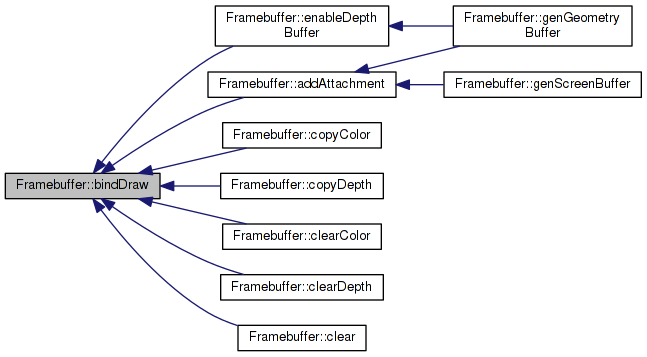 Framebuffer::enableDepth
Buffer
Framebuffer::genGeometry
Buffer
Framebuffer::addAttachment
Framebuffer::genScreenBuffer
Framebuffer::copyColor
Framebuffer::bindDraw
Framebuffer::copyDepth
Framebuffer::clearColor
Framebuffer::clearDepth
Framebuffer::clear